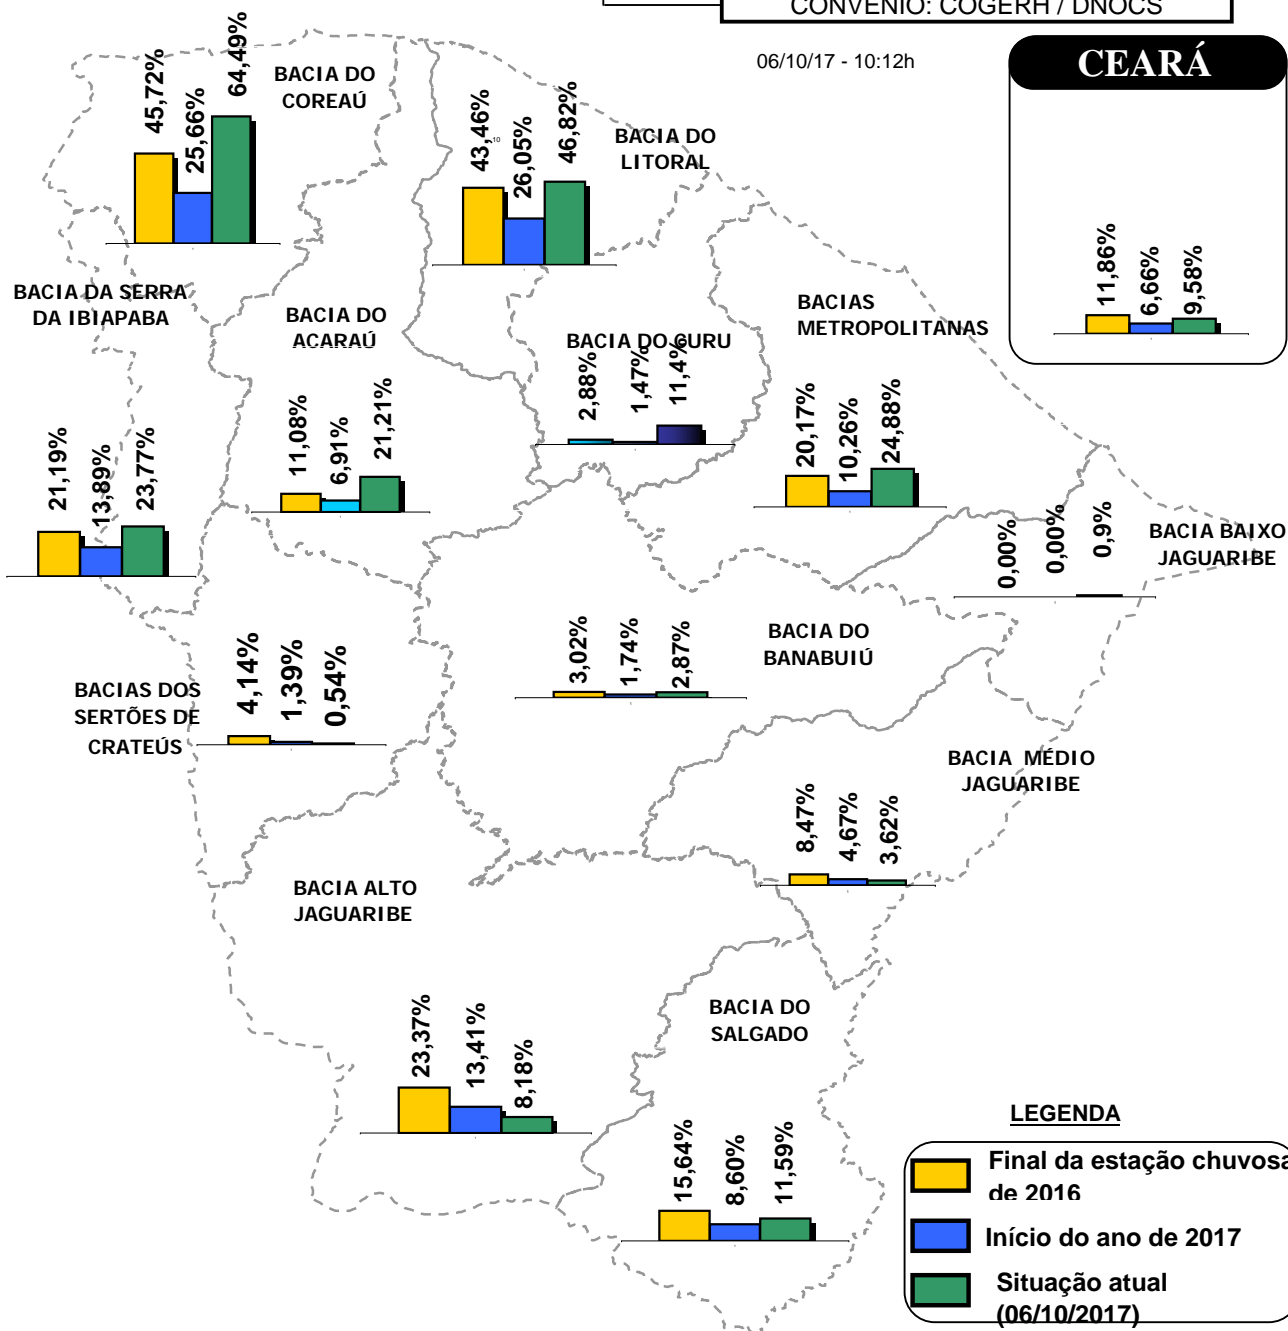 CONVÊNIO: COGERH / DNOCS
06/10/17 - 10:12h
CEARÁ
11,86%
6,66%
9,58%
BACIA DO
COREAÚ
45,72%
25,66%
64,49%
BACIA DO
LITORAL
43,46%
10
26,05%
46,82%
BACIA DA SERRA
DA IBIAPABA
21,19%
13,89%
23,77%
BACIA DO
ACARAÚ
11,08%
6,91%
21,21%
BACIA DO CURU
2,88%
1,47%
11,4%
BACIAS
METROPOLITANAS
20,17%
10,26%
24,88%
BACIA BAIXO
JAGUARIBE
0,00%
0,00%
0,9%
BACIA DO
BANABUIÚ
3,02%
1,74%
2,87%
BACIAS DOS
SERTÕES DE
CRATEÚS
4,14%
1,39%
0,54%
BACIA MÉDIO
JAGUARIBE
8,47%
4,67%
3,62%
BACIA ALTO
JAGUARIBE
23,37%
13,41%
8,18%
BACIA DO
SALGADO
15,64%
8,60%
11,59%
LEGENDA
Final da estação chuvosa
de 2016
Início do ano de 2017
Situação atual
(06/10/2017)